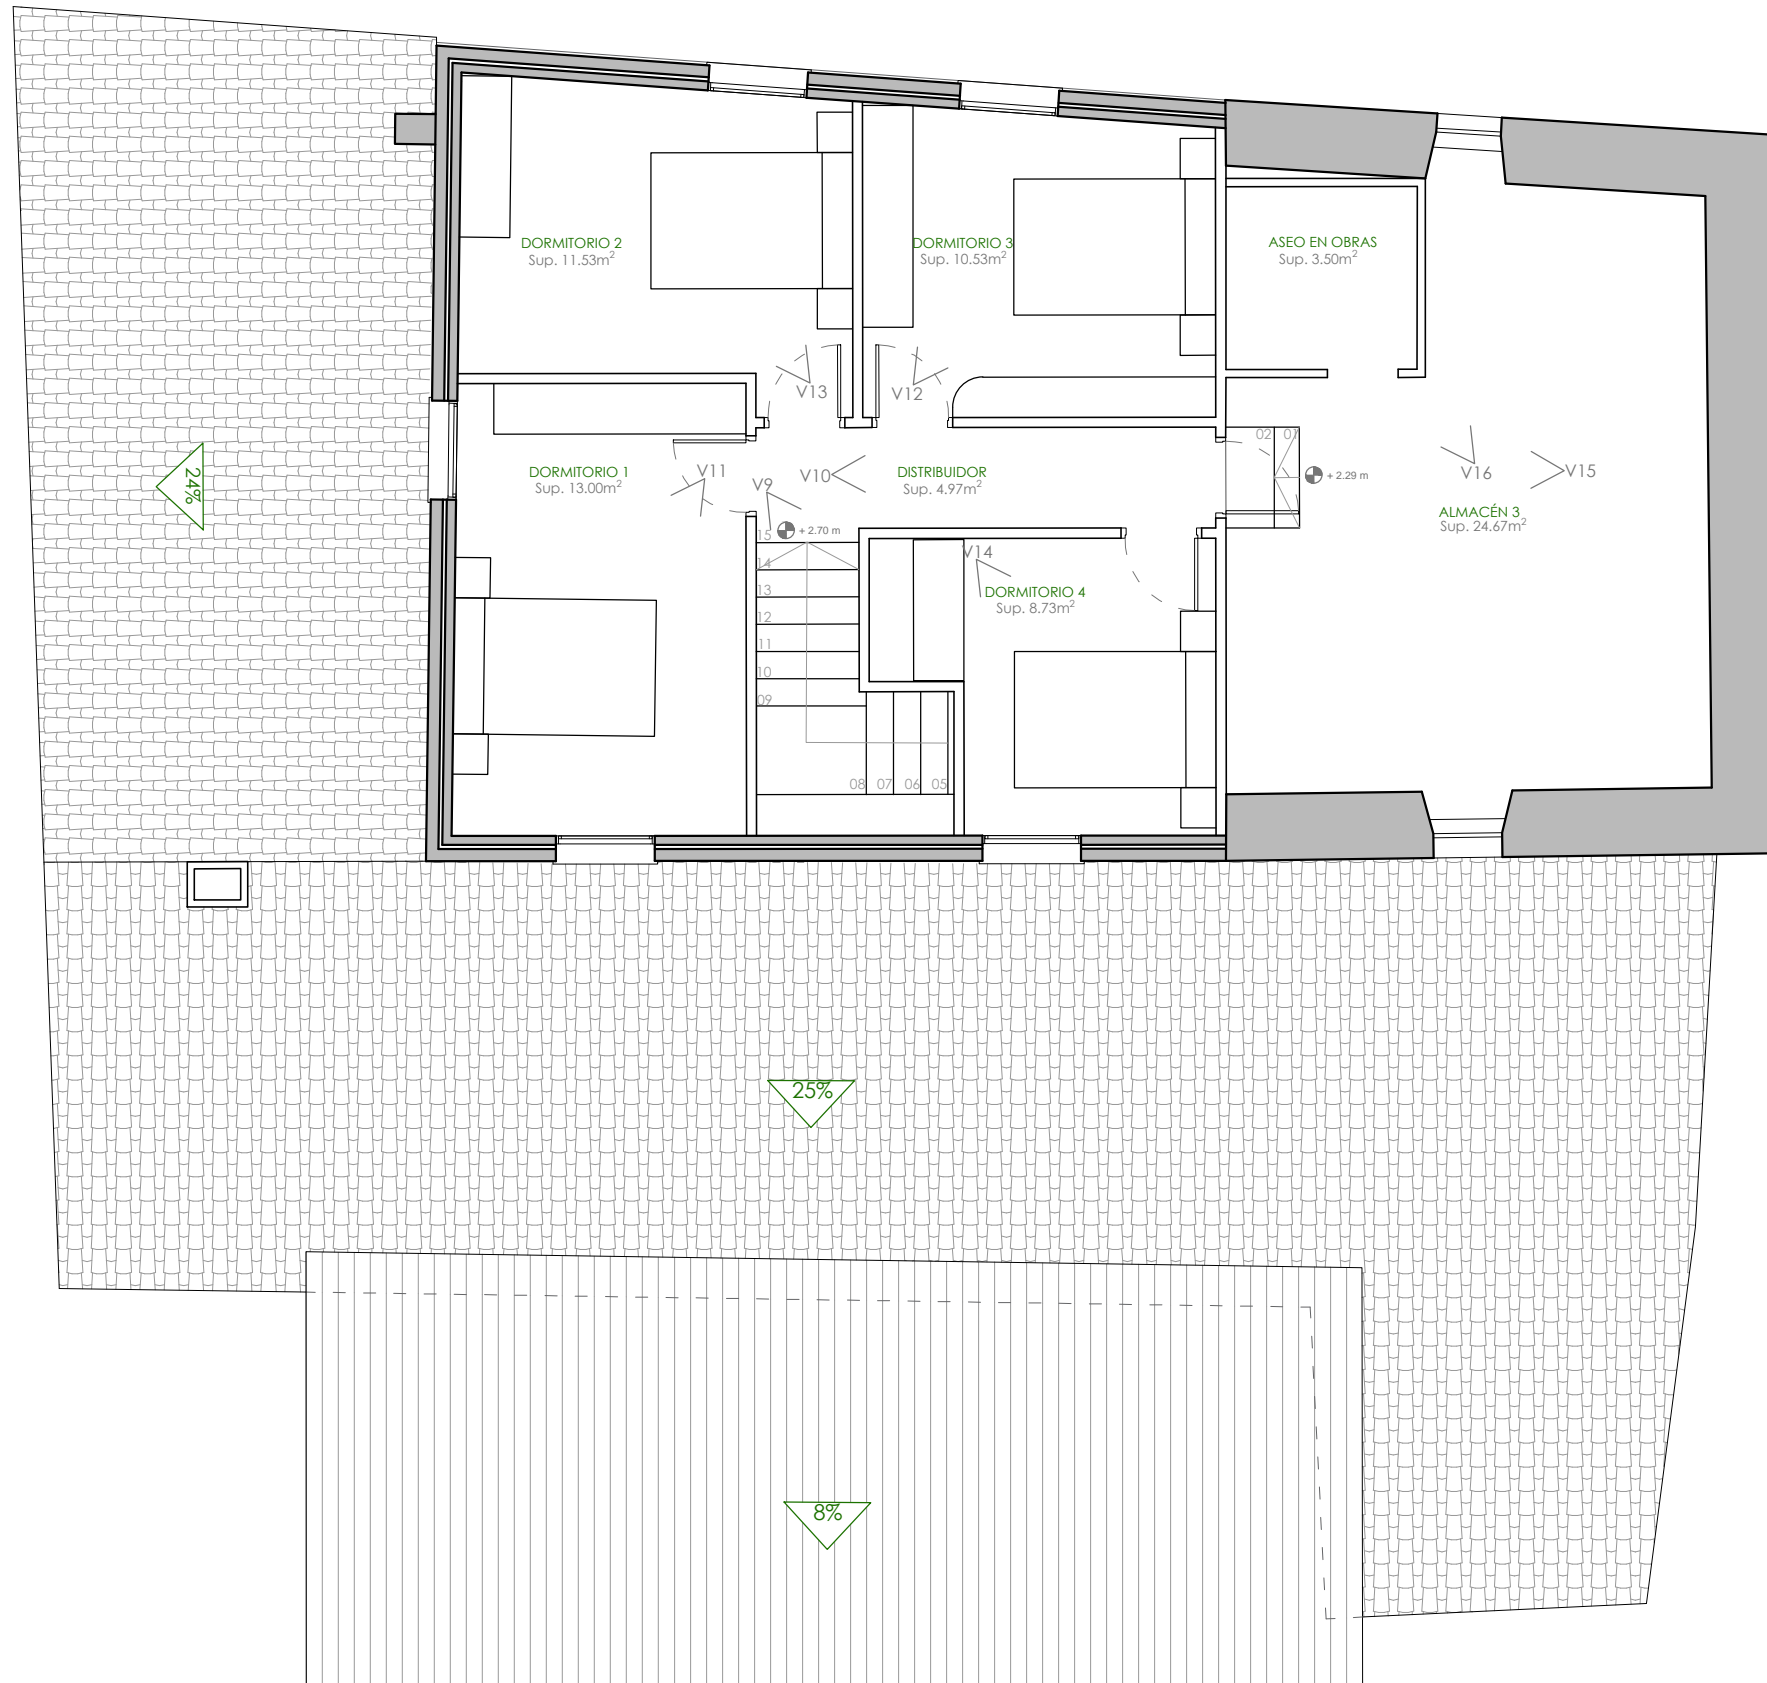 DORMITORIO 2
Sup. 11.53m²
DORMITORIO 3
Sup. 10.53m²
ASEO EN OBRAS
Sup. 3.50m²
V13
V12
02
01
DORMITORIO 1
Sup. 13.00m²
V11
V9
V10
DISTRIBUIDOR
Sup. 4.97m²
+ 2.29 m
V16
V15
24%
ALMACÉN 3
Sup. 24.67m²
+ 2.70 m
15
14
13
12
11
10
09
08
07
06
05
V14
DORMITORIO 4
Sup. 8.73m²
25%
8%